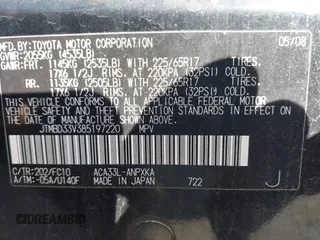 MFD. BY: TOYOTA MOTOR CORPORATION 05/08
GVWR: 2055KG (4535LB)
GAWR: FRT. 1145KG (2535LB) WITH 225/65R17 TIRES.
17X6 1/2J RIMS, AT 220KPA (32PSI) COLD.
RR. 1135KG (2505LB) WITH 225/65R17 TIRES.
17X6 1/2J RIMS, AT 220KPA (32PSI) COLD.
THIS VEHICLE CONFORMS TO ALL APPLICABLE FEDERAL MOTOR
VEHICLE SAFETY AND BUMPER STANDARDS IN EFFECT ON THE
DATE OF MANUFACTURE SHOWN ABOVE.
JTMBD33V385197220 MPV
C/TR: 202/FC10 ACA33L-ANPXKA
A/TM: -05A/U140F MADE IN JAPAN 722 J
DREAMBID